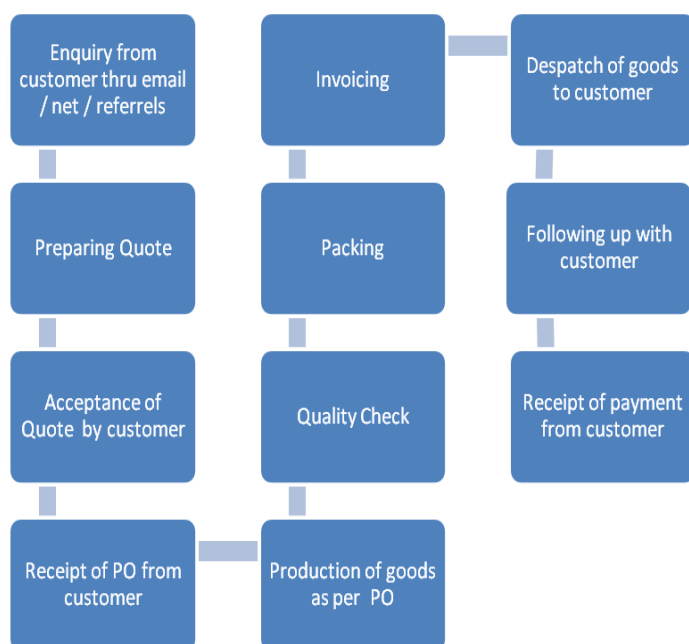 Enquiry from
customer thru email
/ net / referrels
Preparing Quote
Acceptance of
Quote by customer
Receipt of PO from
customer
Production of goods
as per PO
Quality Check
Packing
Invoicing
Despatch of goods
to customer
Following up with
customer
Receipt of payment
from customer